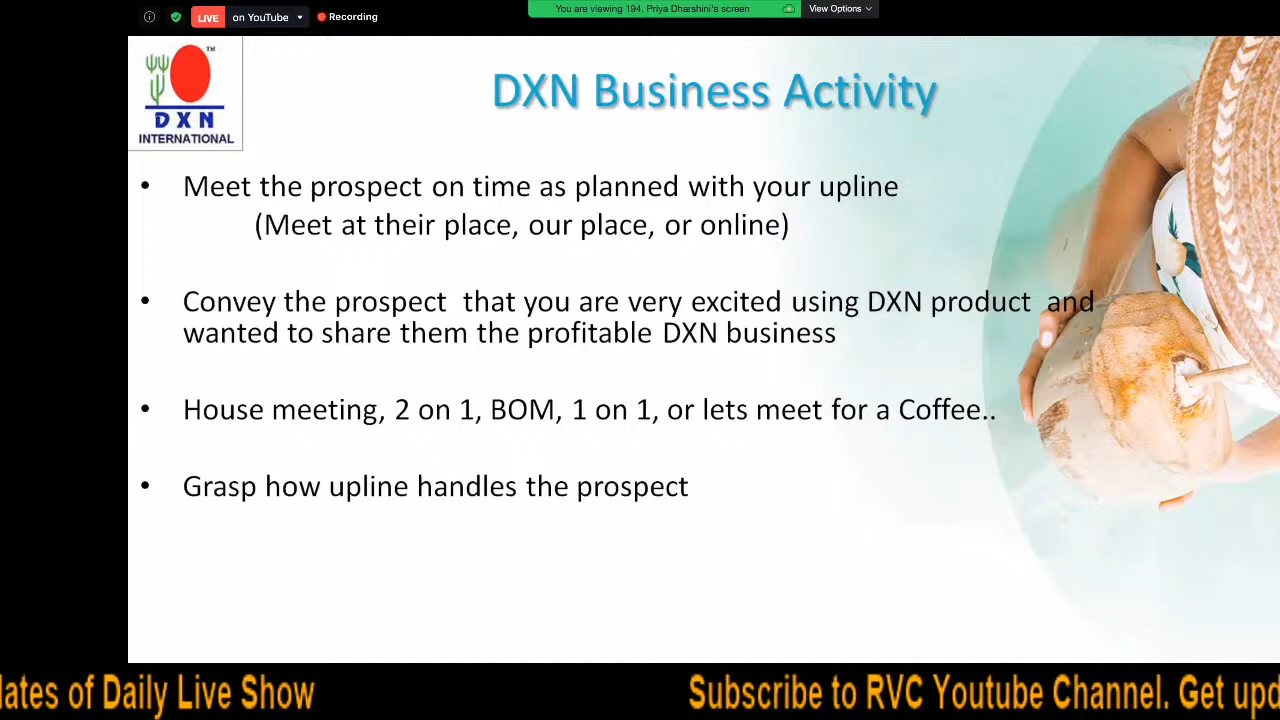 LIVE on YouTube Recording You are viewing 194. Priya Dharshini's screen View Options
TM
DXN
INTERNATIONAL
DXN Business Activity
• Meet the prospect on time as planned with your upline
(Meet at their place, our place, or online)
• Convey the prospect that you are very excited using DXN product and
wanted to share them the profitable DXN business
• House meeting, 2 on 1, BOM, 1 on 1, or lets meet for a Coffee..
• Grasp how upline handles the prospect
lates of Daily Live Show Subscribe to RVC Youtube Channel. Get upd